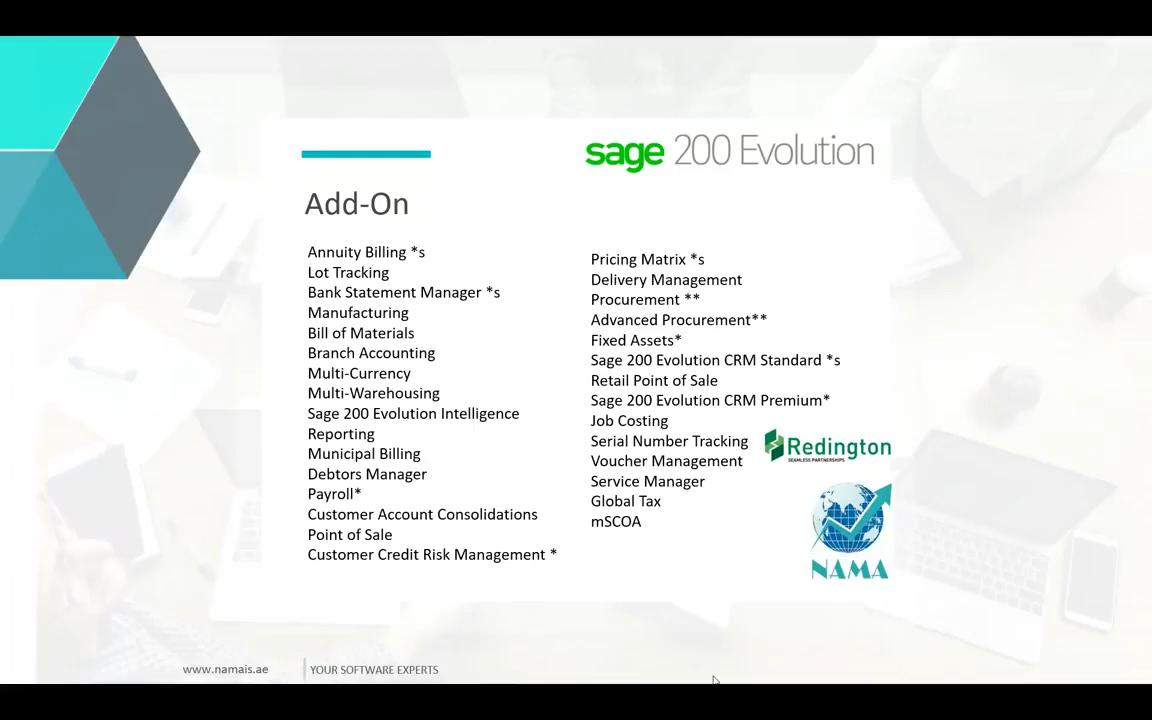 sage 200 Evolution
Add-On
Annuity Billing *s
Lot Tracking
Bank Statement Manager *s
Manufacturing
Bill of Materials
Branch Accounting
Multi-Currency
Multi-Warehousing
Sage 200 Evolution Intelligence
Reporting
Municipal Billing
Debtors Manager
Payroll*
Customer Account Consolidations
Point of Sale
Customer Credit Risk Management *
Pricing Matrix *s
Delivery Management
Procurement **
Advanced Procurement**
Fixed Assets*
Sage 200 Evolution CRM Standard *s
Retail Point of Sale
Sage 200 Evolution CRM Premium*
Job Costing
Serial Number Tracking
Voucher Management
Service Manager
Global Tax
mSCOA
Redington
SEAMLESS PARTNERSHIPS
NAMA
www.namais.ae
YOUR SOFTWARE EXPERTS